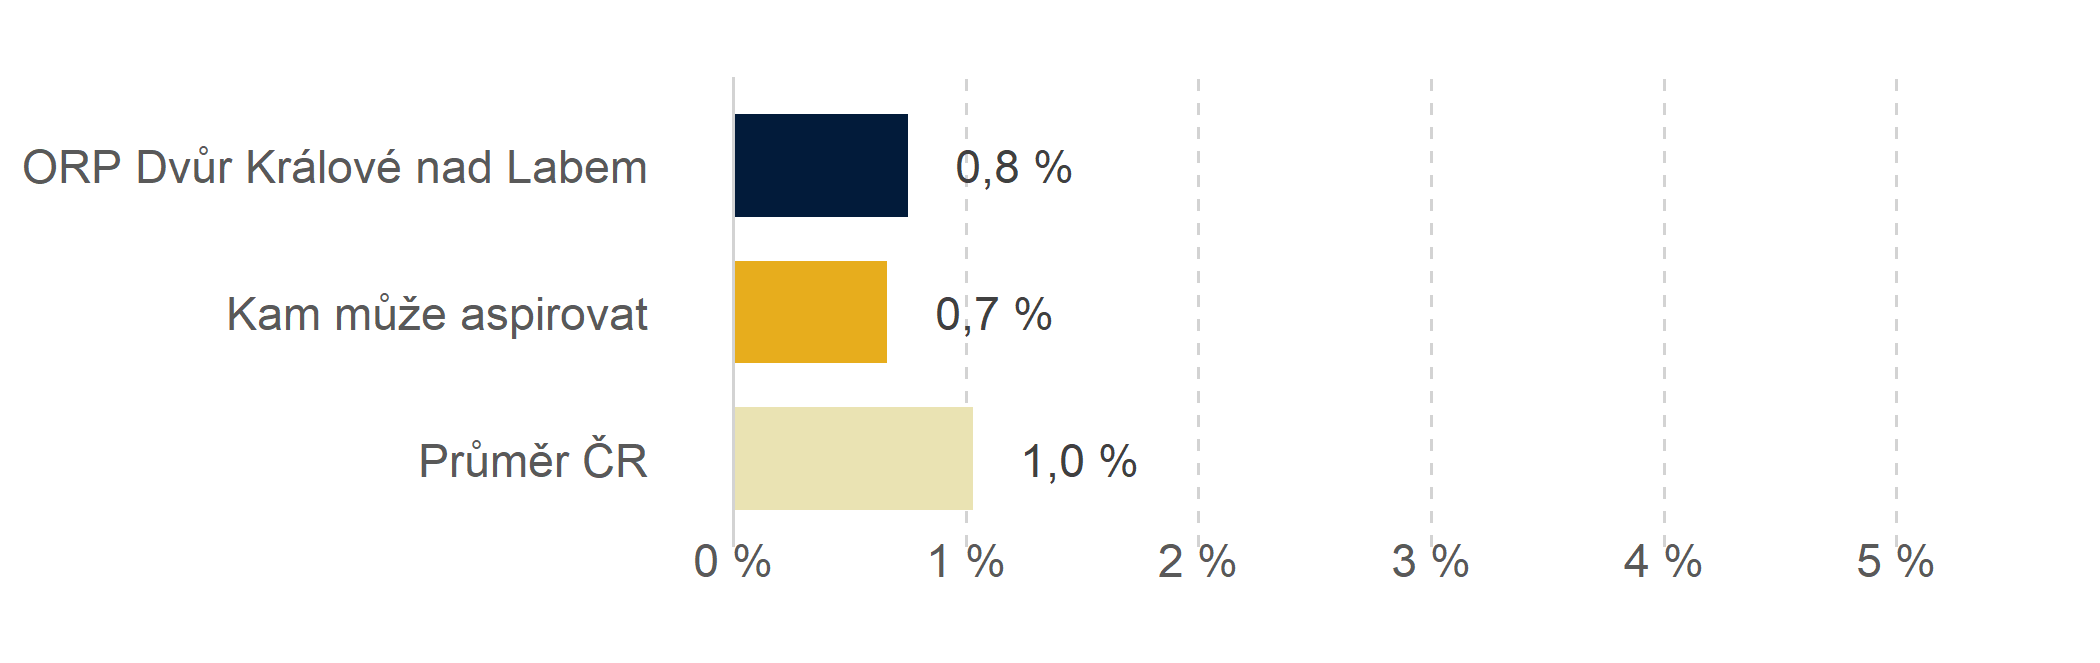 ORP Dvůr Králové nad Labem
0,8 %
Kam může aspirovat
0,7 %
Průměr ČR
1,0 %
0 % 1 % 2 % 3 % 4 % 5 %